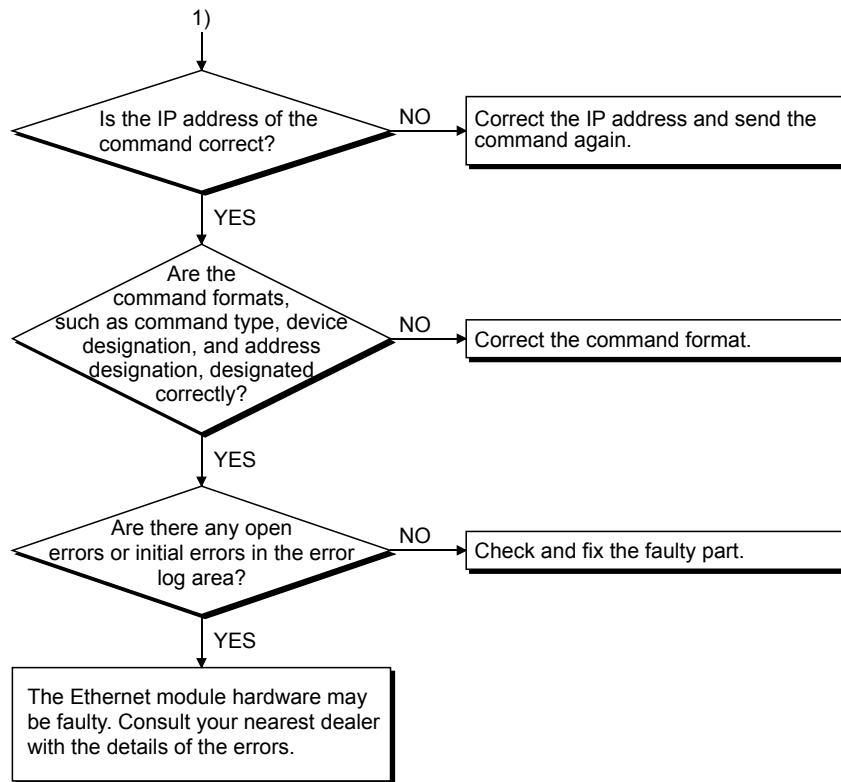 1)
Is the IP address of the
command correct?
NO
Correct the IP address and send the
command again.
YES
Are the
command formats,
such as command type, device
designation, and address
designation, designated
correctly?
NO
Correct the command format.
YES
Are there any open
errors or initial errors in the error
log area?
NO
Check and fix the faulty part.
YES
The Ethernet module hardware may
be faulty. Consult your nearest dealer
with the details of the errors.